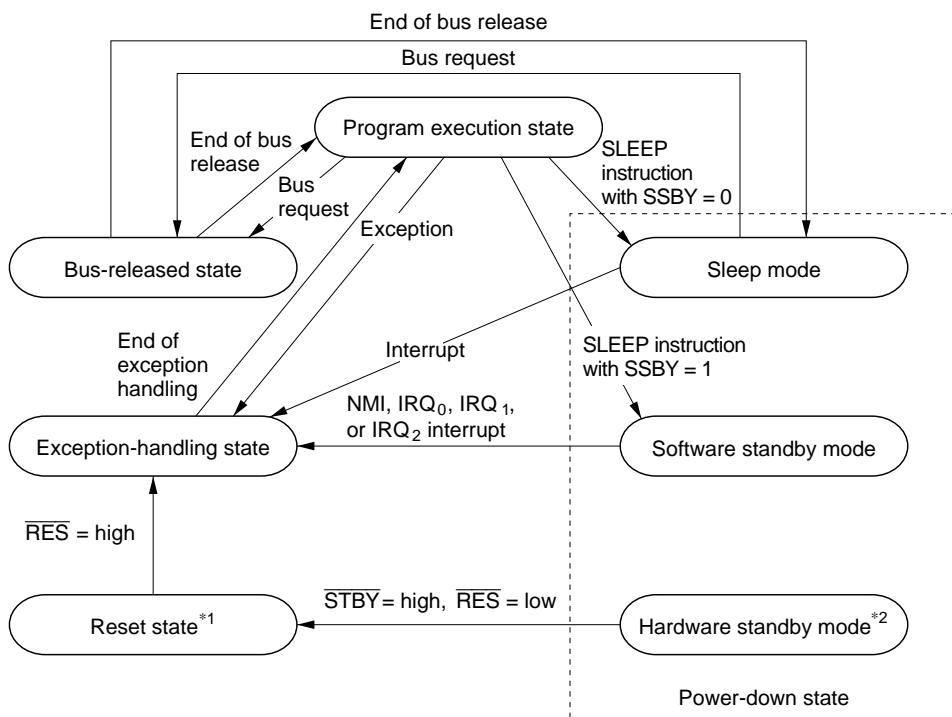 End of bus release
Bus request
Program execution state
End of bus
release
Bus
request
Exception
SLEEP
instruction
with SSBY = 0
Bus-released state
Sleep mode
End of
exception
handling
Interrupt
SLEEP instruction
with SSBY = 1
NMI, IRQ₀, IRQ₁,
or IRQ₂ interrupt
Exception-handling state
Software standby mode
R̅E̅S̅ = high
S̅T̅B̅Y̅ = high, R̅E̅S̅ = low
Reset state*1
Hardware standby mode*2
Power-down state